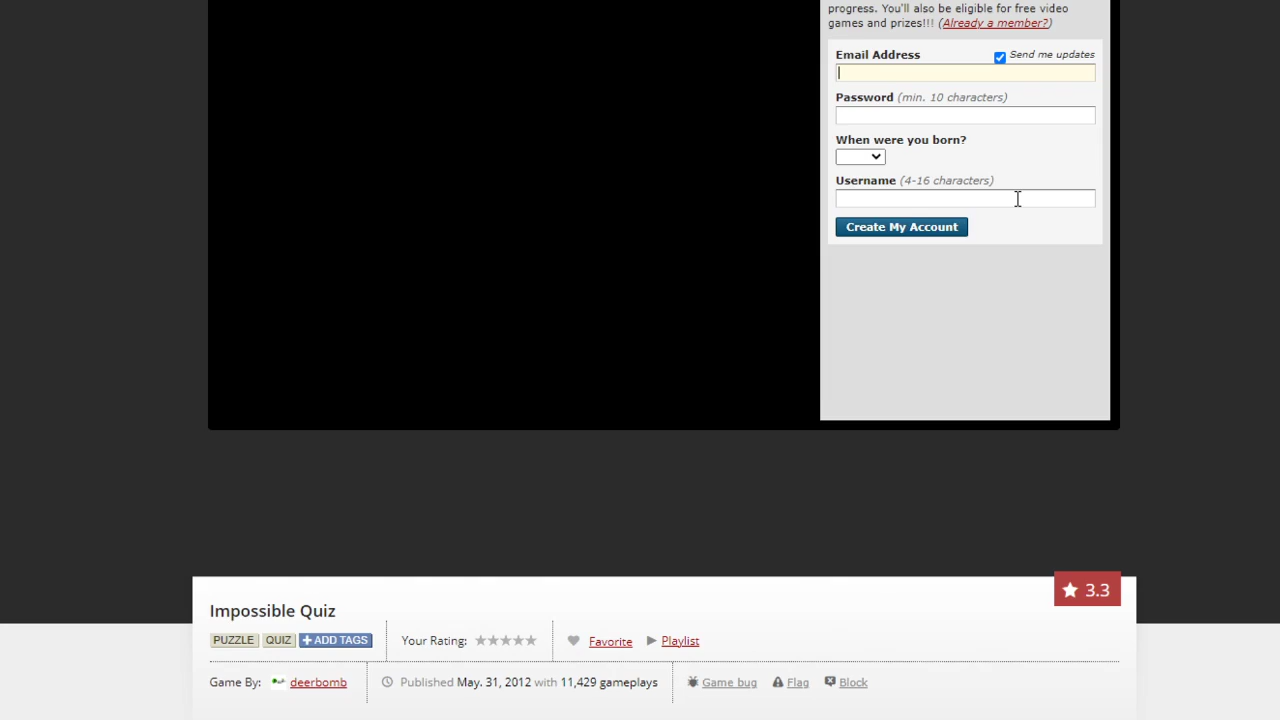 progress. You'll also be eligible for free video
games and prizes!!! (Already a member?)
Email Address Send me updates
Password (min. 10 characters)
When were you born?
Username (4-16 characters)
Create My Account
3.3
Impossible Quiz
PUZZLE QUIZ +ADD TAGS Your Rating: Favorite Playlist
Game By: deerbomb Published May. 31, 2012 with 11,429 gameplays Game bug Flag Block